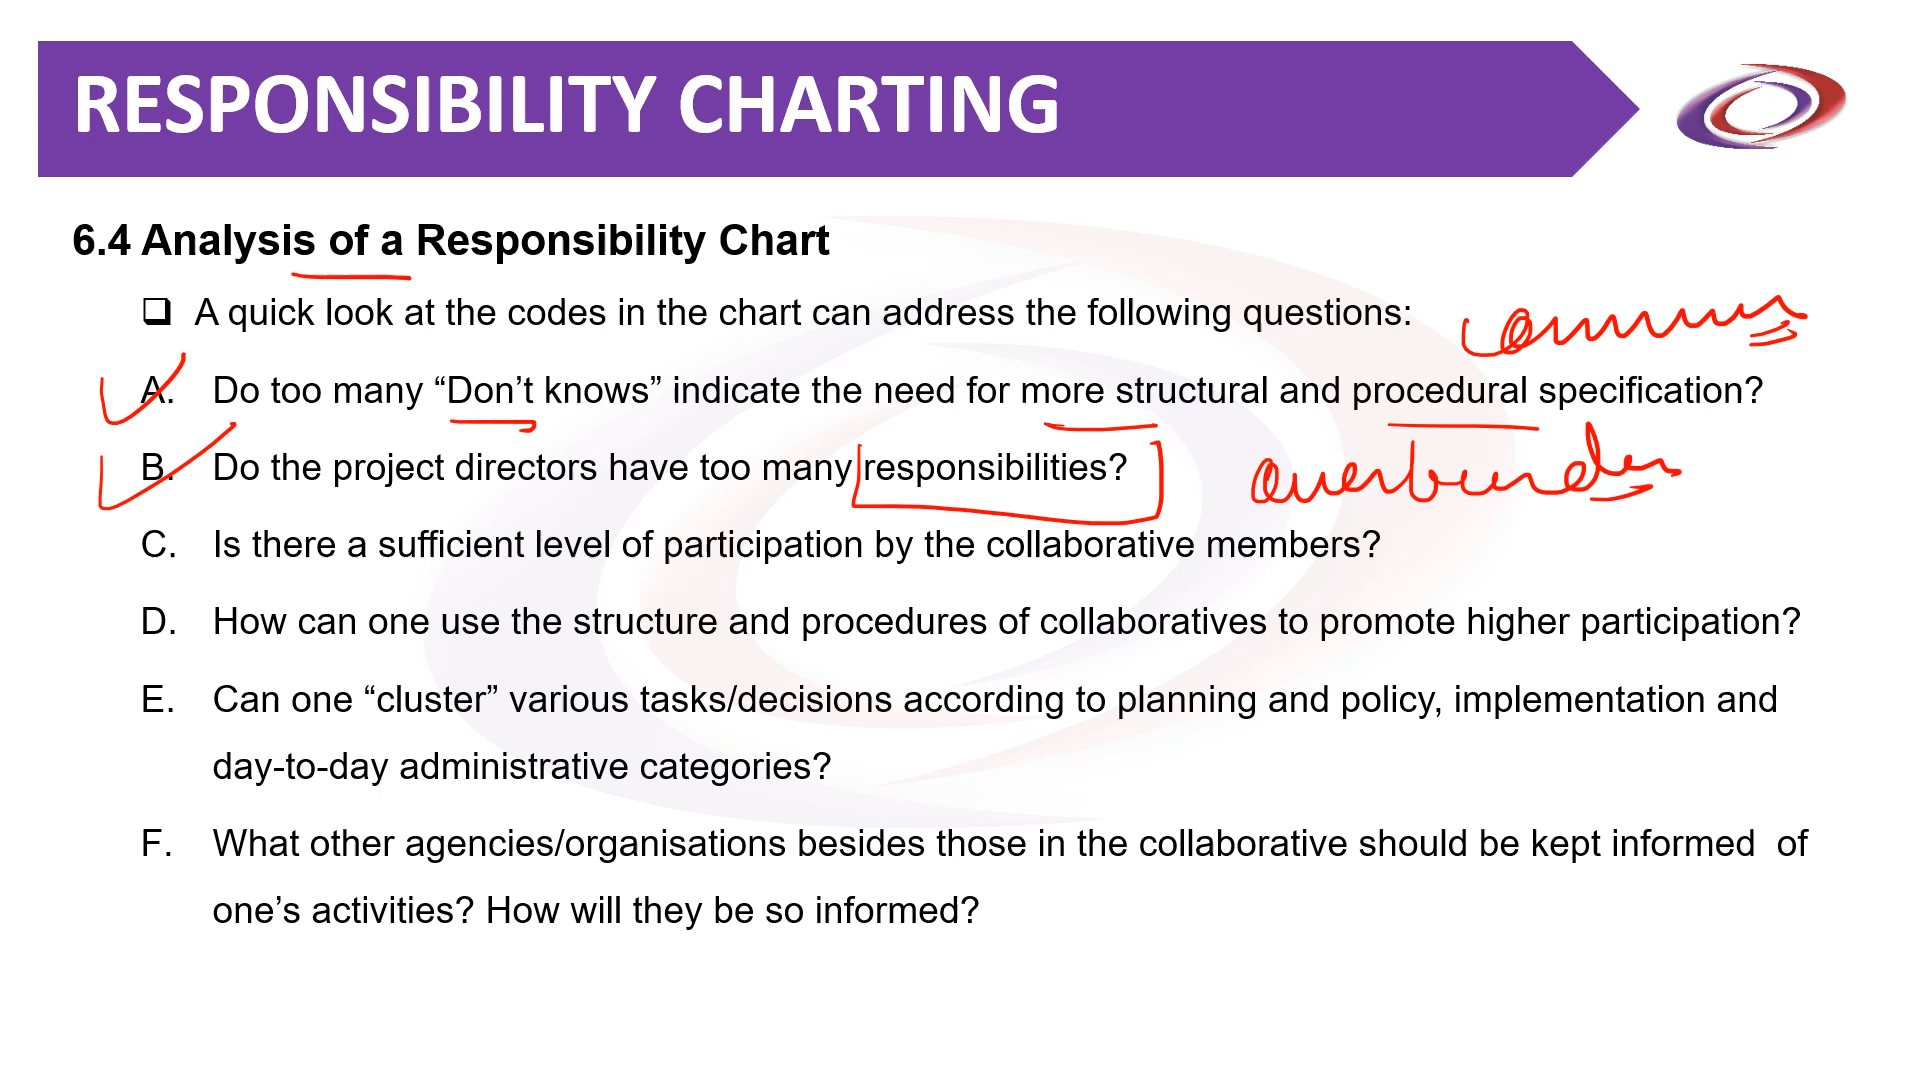 RESPONSIBILITY CHARTING
6.4 Analysis of a Responsibility Chart
❑ A quick look at the codes in the chart can address the following questions:
A. Do too many “Don’t knows” indicate the need for more structural and procedural specification?
B. Do the project directors have too many responsibilities? overburden
C. Is there a sufficient level of participation by the collaborative members?
D. How can one use the structure and procedures of collaboratives to promote higher participation?
E. Can one “cluster” various tasks/decisions according to planning and policy, implementation and
day-to-day administrative categories?
F. What other agencies/organisations besides those in the collaborative should be kept informed of
one’s activities? How will they be so informed?